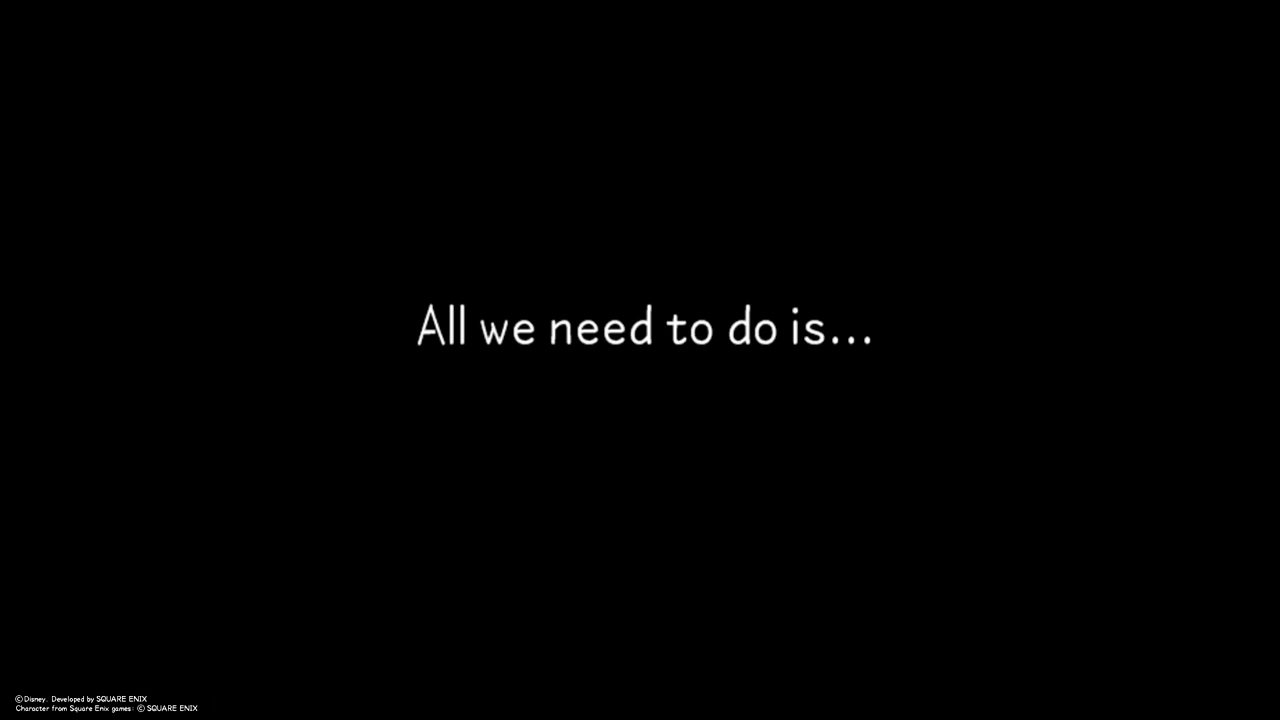 All we need to do is...
©Disney. Developed by SQUARE ENIX
Character from Square Enix games: © SQUARE ENIX